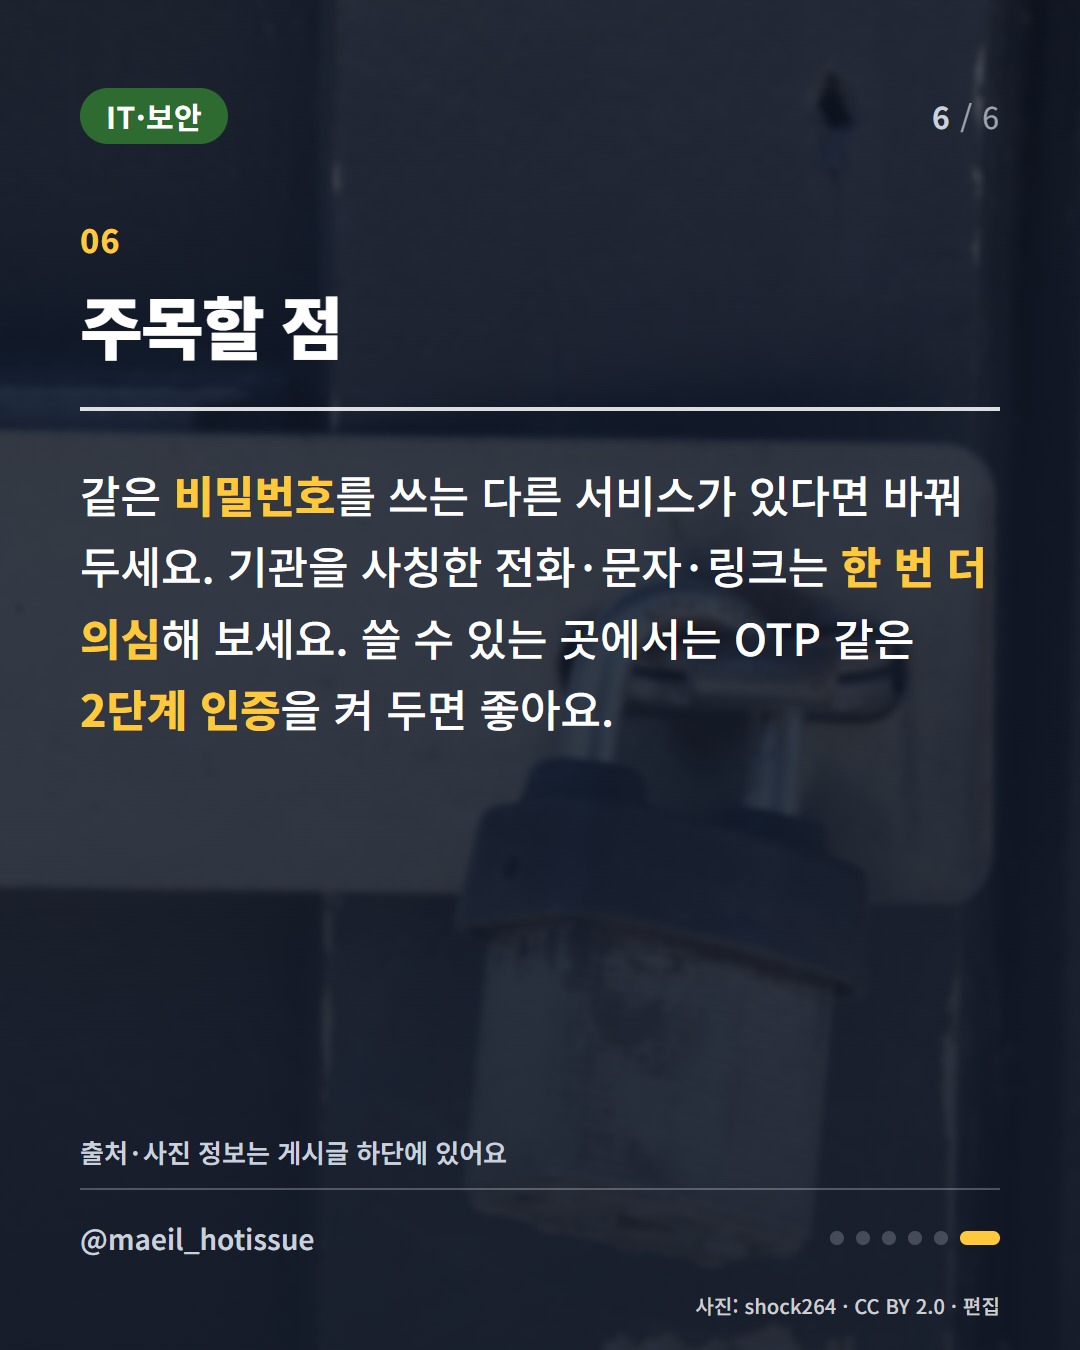 IT·보안
6 / 6
06
주목할 점
같은 비밀번호를 쓰는 다른 서비스가 있다면 바꿔
두세요. 기관을 사칭한 전화·문자·링크는 한 번 더
의심해 보세요. 쓸 수 있는 곳에서는 OTP 같은
2단계 인증을 켜 두면 좋아요.
출처·사진 정보는 게시글 하단에 있어요
@maeil_hotissue
사진: shock264 · CC BY 2.0 · 편집